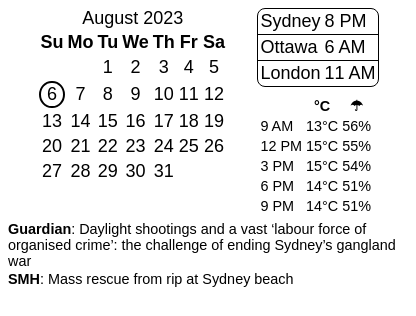 August 2023
Su Mo Tu We Th Fr Sa
1 2 3 4 5
6 7 8 9 10 11 12
13 14 15 16 17 18 19
20 21 22 23 24 25 26
27 28 29 30 31
Sydney 8 PM
Ottawa 6 AM
London 11 AM
°C ☂
9 AM 13°C 56%
12 PM 15°C 55%
3 PM 15°C 54%
6 PM 14°C 51%
9 PM 14°C 51%
Guardian: Daylight shootings and a vast ‘labour force of
organised crime’: the challenge of ending Sydney’s gangland
war
SMH: Mass rescue from rip at Sydney beach